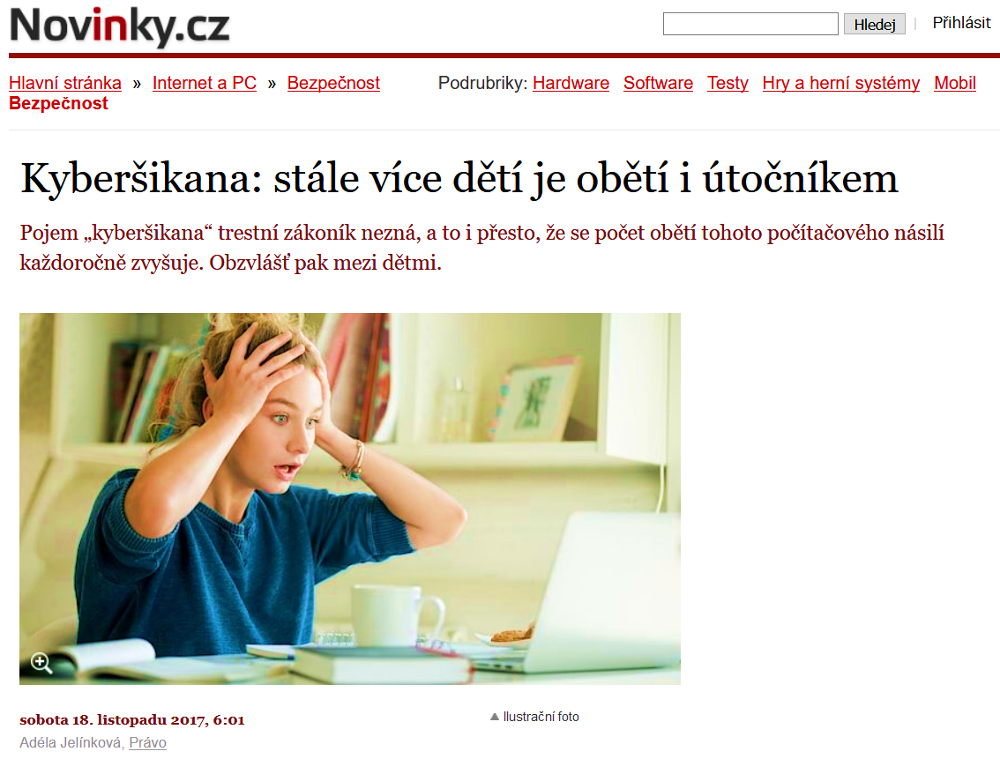 Novinky.cz
Hledej | Přihlásit
Hlavní stránka » Internet a PC » Bezpečnost Podrubriky: Hardware Software Testy Hry a herní systémy Mobil
Bezpečnost
Kyberšikana: stále více dětí je obětí i útočníkem
Pojem „kyberšikana“ trestní zákoník nezná, a to i přesto, že se počet obětí tohoto počítačového násilí
každoročně zvyšuje. Obzvlášť pak mezi dětmi.
sobota 18. listopadu 2017, 6:01
Ilustrační foto
Adéla Jelínková, Právo